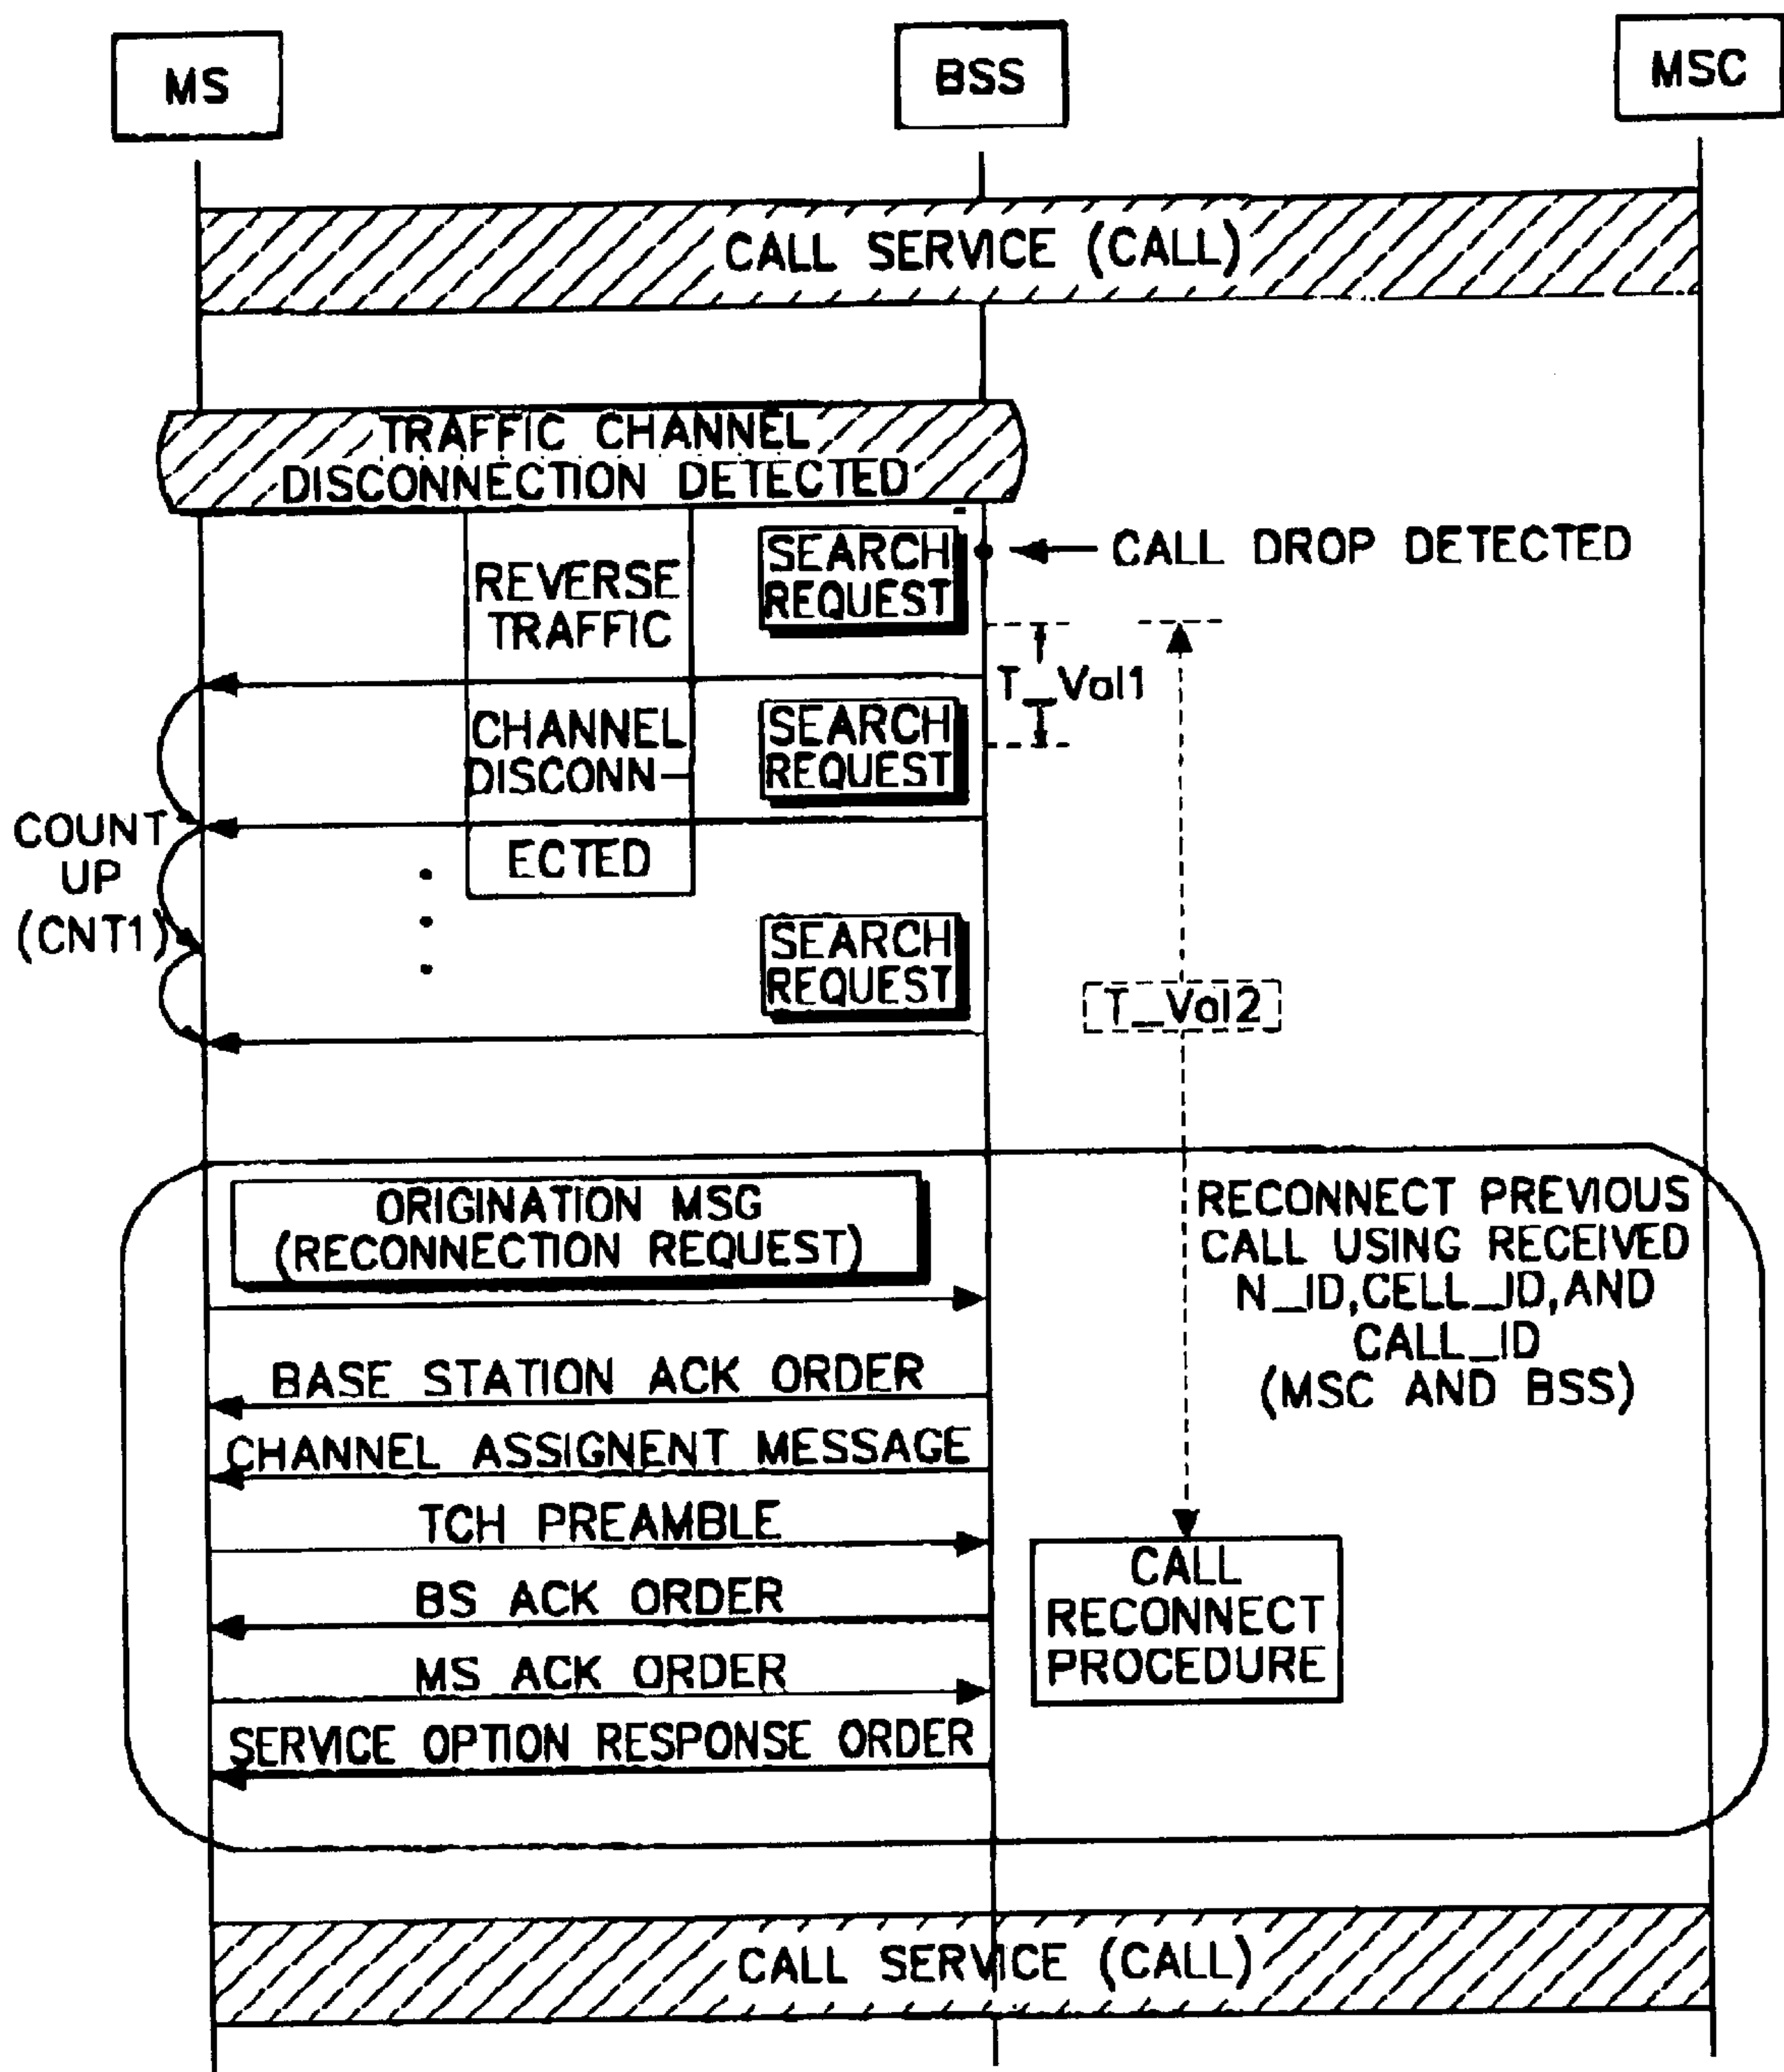 MS
BSS
MSC
CALL SERVICE (CALL)
TRAFFIC CHANNEL
DISCONNECTION DETECTED
SEARCH
REQUEST
CALL DROP DETECTED
REVERSE
TRAFFIC
T_Val1
CHANNEL
DISCONN-
SEARCH
REQUEST
COUNT
UP
(CNT1)
ECTED
SEARCH
REQUEST
T_Val2
ORIGINATION MSG
(RECONNECTION REQUEST)
RECONNECT PREVIOUS
CALL USING RECEIVED
N_ID,CELL_ID,AND
CALL_ID
(MSC AND BSS)
BASE STATION ACK ORDER
CHANNEL ASSIGNENT MESSAGE
TCH PREAMBLE
BS ACK ORDER
MS ACK ORDER
SERVICE OPTION RESPONSE ORDER
CALL
RECONNECT
PROCEDURE
CALL SERVICE (CALL)